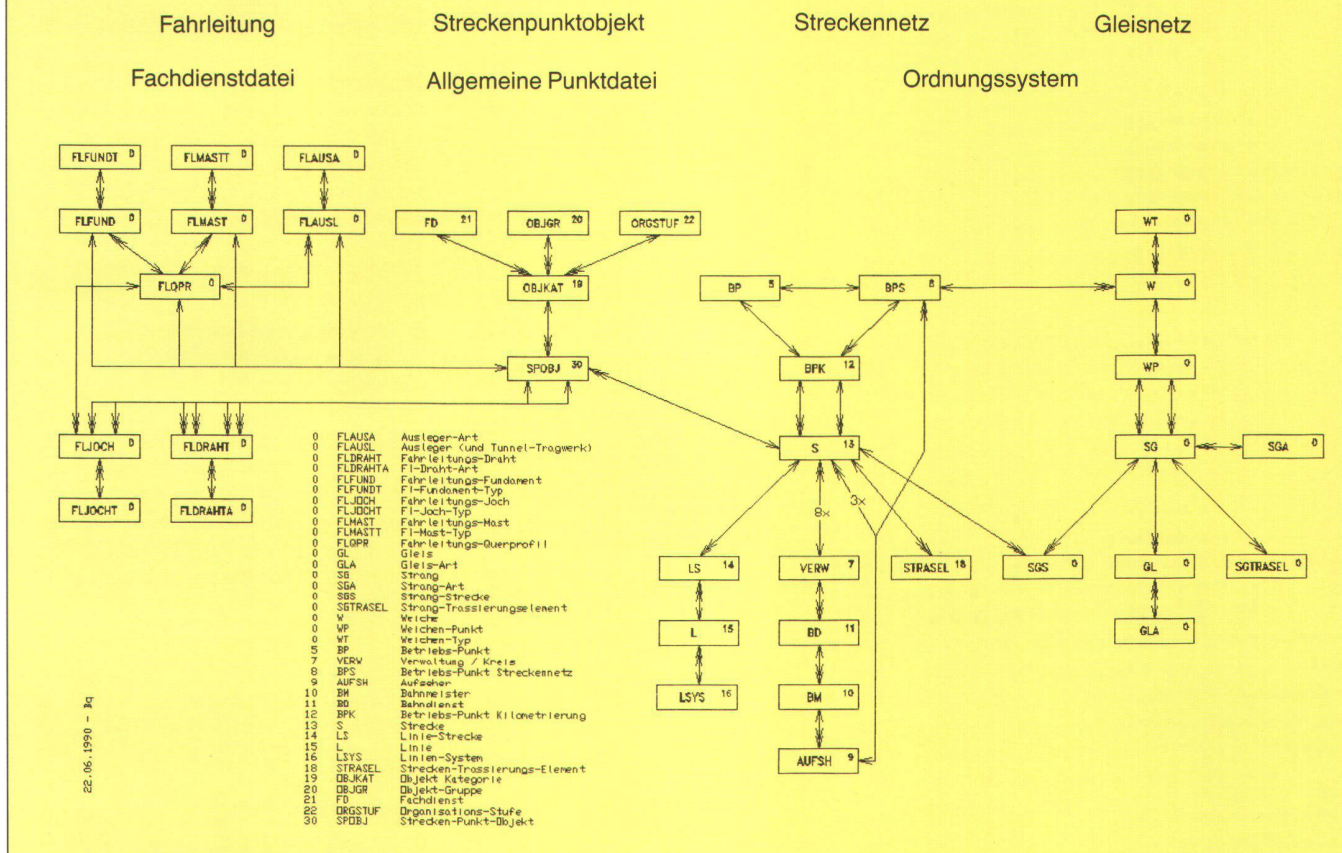 Fahrleitung Streckenpunktobjekt Streckennetz Gleisnetz
Fachdienstdatei Allgemeine Punktdatei Ordnungssystem
FLFUNDT 0 FLMASTT 0 FLAUSA 0
FLFUND 0 FLMAST 0 FLAUSL 0 FD 21 OBJGR 20 ORGSTUF 22 WT 0
FLQPR 0 OBJKAT 19 BP 5 BPS 8 W 0
SPOBJ 30 BPK 12 WP 0
FLJOCH 0 FLDRAHT 0 S 13 SG 0 SGA 0
FLJOCHT 0 FLDRAHTA 0
8x 3x
LS 14 VERW 7 STRASEL 18 SGS 0 GL 0 SGTRASEL 0
L 15 BD 11 GLA 0
LSYS 16 BM 10
AUFSH 9
0 FLAUSA Ausleger-Art
0 FLAUSL Ausleger (und Tunnel-Tragwerk)
0 FLDRAHT Fahrleitungs-Draht
0 FLDRAHTA Fl-Draht-Art
0 FLFUND Fahrleitungs-Fundament
0 FLFUNDT Fl-Fundament-Typ
0 FLJOCH Fahrleitungs-Joch
0 FLJOCHT Fl-Joch-Typ
0 FLMAST Fahrleitungs-Mast
0 FLMASTT Fl-Mast-Typ
0 FLQPR Fahrleitungs-Querprofil
0 GL Gleis
0 GLA Gleis-Art
0 SG Strang
0 SGA Strang-Art
0 SGS Strang-Strecke
0 SGTRASEL Strang-Trassierungselement
0 W Weiche
0 WP Weichen-Punkt
0 WT Weichen-Typ
5 BP Betriebs-Punkt
7 VERW Verwaltung / Kreis
8 BPS Betriebs-Punkt Streckennetz
9 AUFSH Aufseher
10 BM Bahnmeister
11 BD Bahndienst
12 BPK Betriebs-Punkt Kilometrierung
13 S Strecke
14 LS Linie-Strecke
15 L Linie
16 LSYS Linien-System
18 STRASEL Strecken-Trassierungs-Element
19 OBJKAT Objekt Kategorie
20 OBJGR Objekt-Gruppe
21 FD Fachdienst
22 ORGSTUF Organisations-Stufe
30 SPOBJ Strecken-Punkt-Objekt
22.06.1990 - Bq